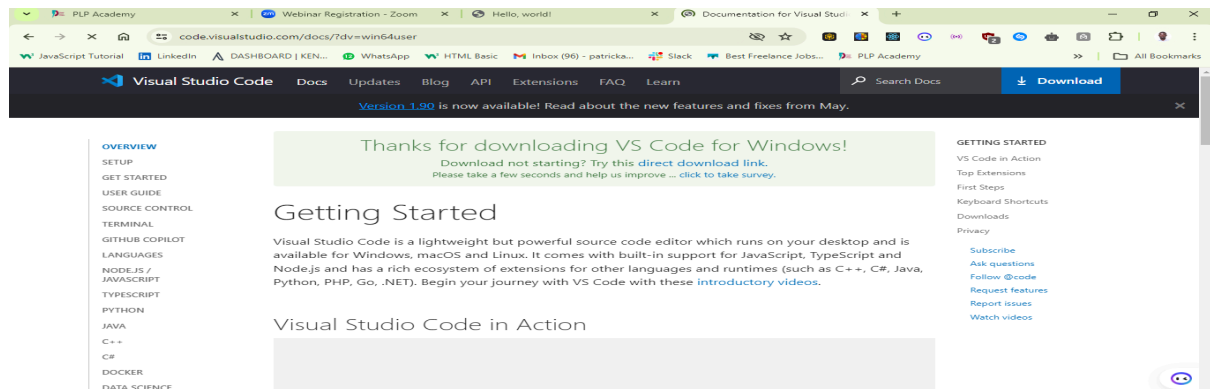 PLP Academy
Webinar Registration - Zoom
Hello, world!
Documentation for Visual Studi
code.visualstudio.com/docs/?dv=win64user
JavaScript Tutorial
LinkedIn
DASHBOARD | KEN...
WhatsApp
HTML Basic
Inbox (96) - patricka...
Slack
Best Freelance Jobs...
PLP Academy
All Bookmarks
Visual Studio Code
Docs
Updates
Blog
API
Extensions
FAQ
Learn
Search Docs
Download
Version 1.90 is now available! Read about the new features and fixes from May.
OVERVIEW
SETUP
GET STARTED
USER GUIDE
SOURCE CONTROL
TERMINAL
GITHUB COPILOT
LANGUAGES
NODE.JS /
JAVASCRIPT
TYPESCRIPT
PYTHON
JAVA
C++
C#
DOCKER
DATA SCIENCE
Thanks for downloading VS Code for Windows!
Download not starting? Try this direct download link.
Please take a few seconds and help us improve ... click to take survey.
Getting Started
Visual Studio Code is a lightweight but powerful source code editor which runs on your desktop and is
available for Windows, macOS and Linux. It comes with built-in support for JavaScript, TypeScript and
Node.js and has a rich ecosystem of extensions for other languages and runtimes (such as C++, C#, Java,
Python, PHP, Go, .NET). Begin your journey with VS Code with these introductory videos.
Visual Studio Code in Action
GETTING STARTED
VS Code in Action
Top Extensions
First Steps
Keyboard Shortcuts
Downloads
Privacy
Subscribe
Ask questions
Follow @code
Request features
Report issues
Watch videos